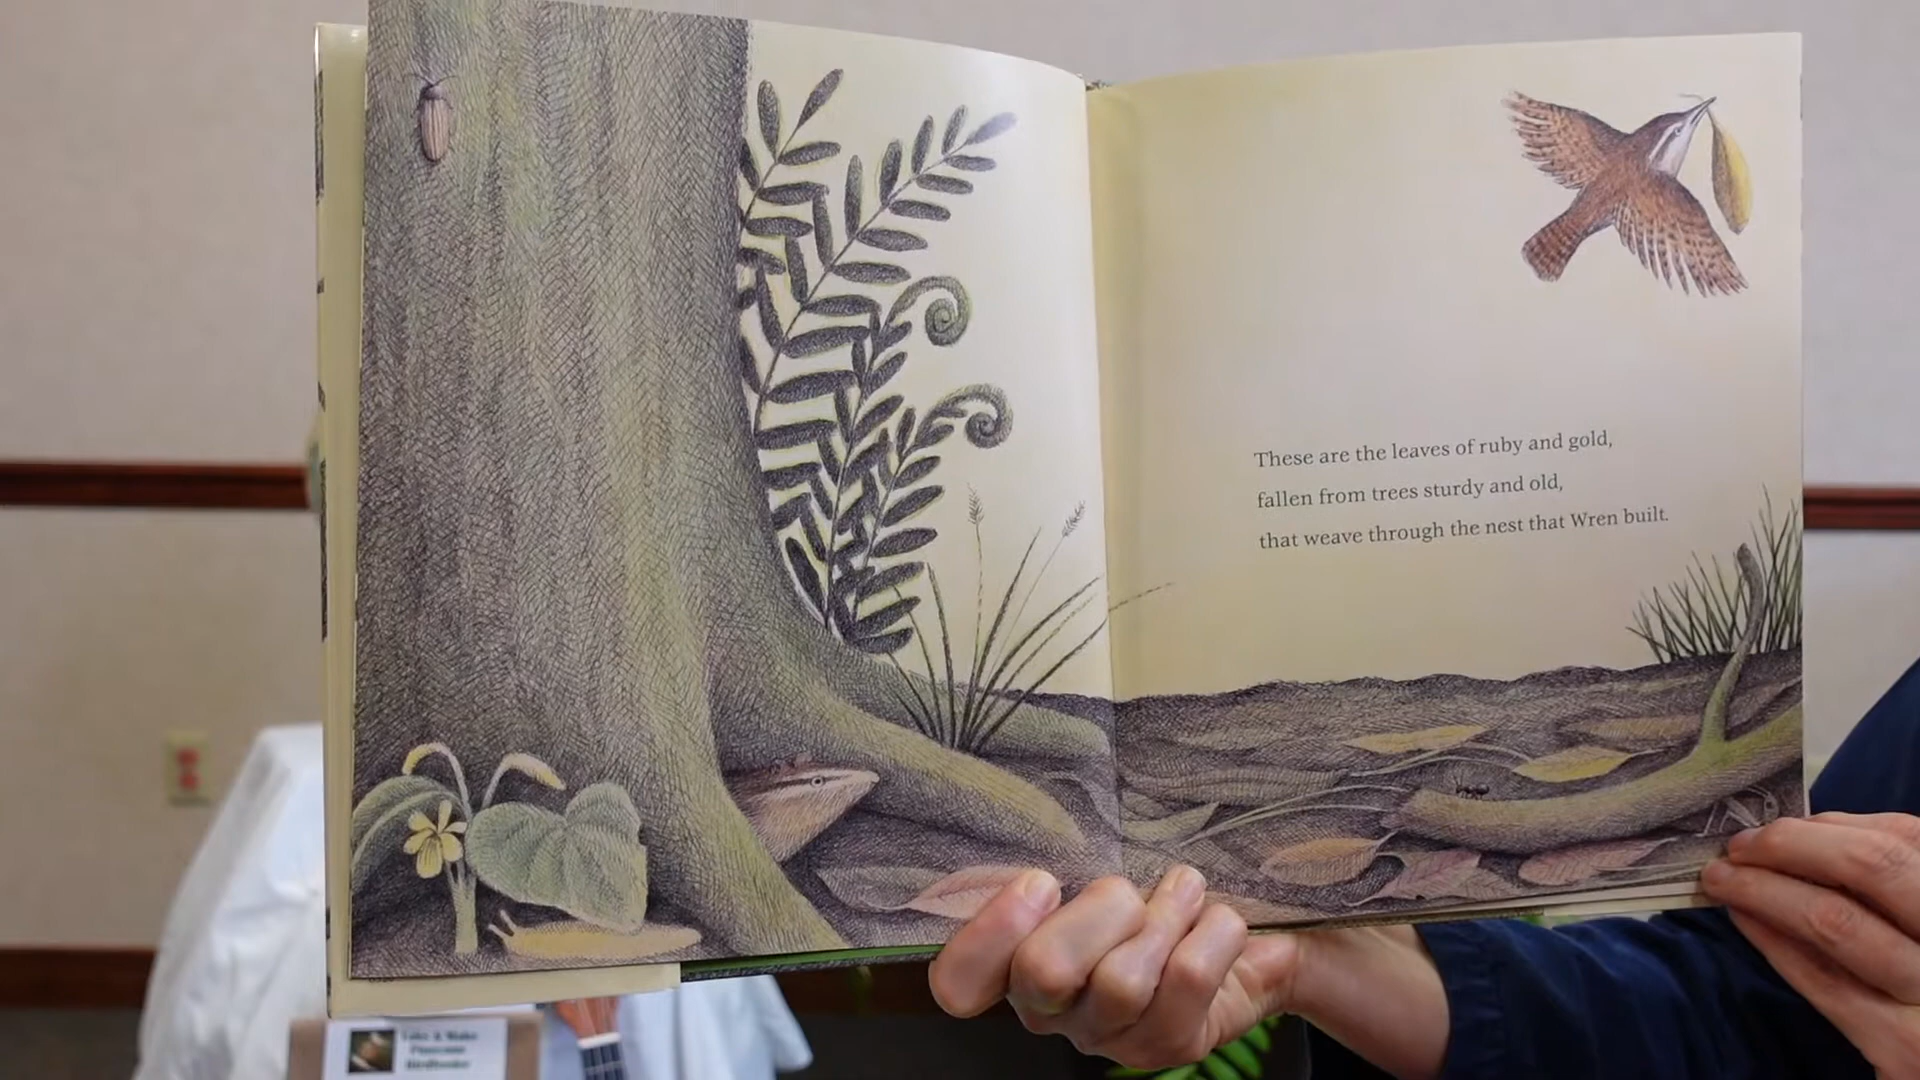 These are the leaves of ruby and gold,
fallen from trees sturdy and old,
that weave through the nest that Wren built.